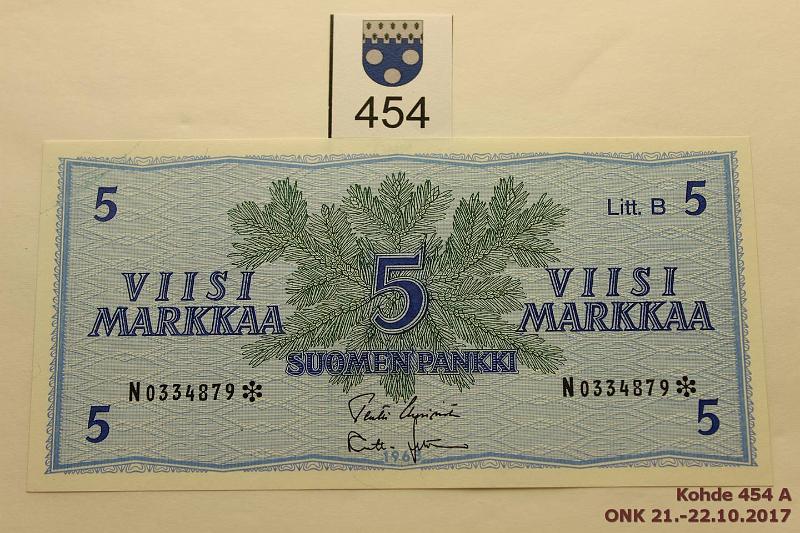 454
5
Litt. B 5
VIISI MARKKAA
5
VIISI MARKKAA
SUOMEN PANKKI
N0334879*
N0334879*
5
5
Kohde 454 A
ONK 21.-22.10.2017